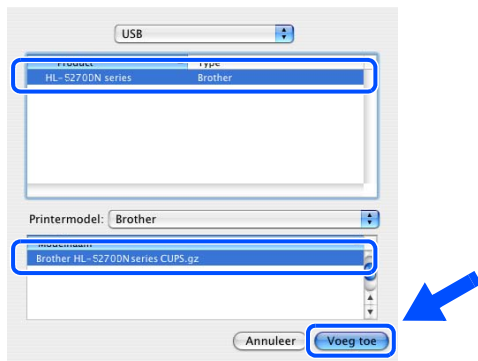 USB
Product Type
HL-5270DN series Brother
Printermodel: Brother
Modelnaam
Brother HL-5270DN series CUPS.gz
Annuleer Voeg toe